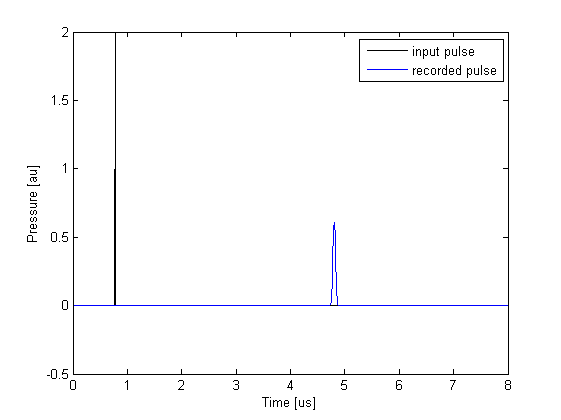 2
input pulse
recorded pulse
1.5
1
0.5
0
-0.5
Pressure [au]
0 1 2 3 4 5 6 7 8
Time [us]